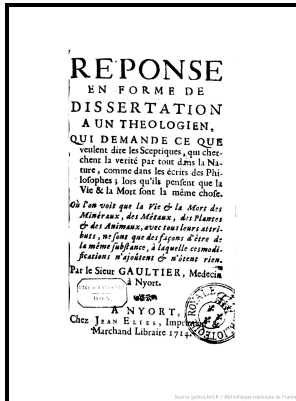 REPONSE
EN FORME DE
DISSERTATION
A UN THEOLOGIEN,
QUI DEMANDE CE QUE
veulent dire les Sceptiques, qui cher-
chent la verité par tout dans la Na-
ture, comme dans les écrits des Phi-
losophes; lors qu'ils pensent que la
Vie & la Mort sont la même chose.
Où l'on voit que la Vie & la Mort des
Minéraux, des Métaux, des Plantes
& des Animaux, avec tous leurs attri-
buts, ne sont que des façons d'être de
la même substance, à laquelle ces modi-
fications n'ajoûtent & n'ôtent rien.
Par le Sieur GAULTIER, Medecin
à Nyort.
A NYORT,
Chez JEAN ELIES,
Marchand Libraire 1714.
Source gallica.bnf.fr / Bibliothèque nationale de France